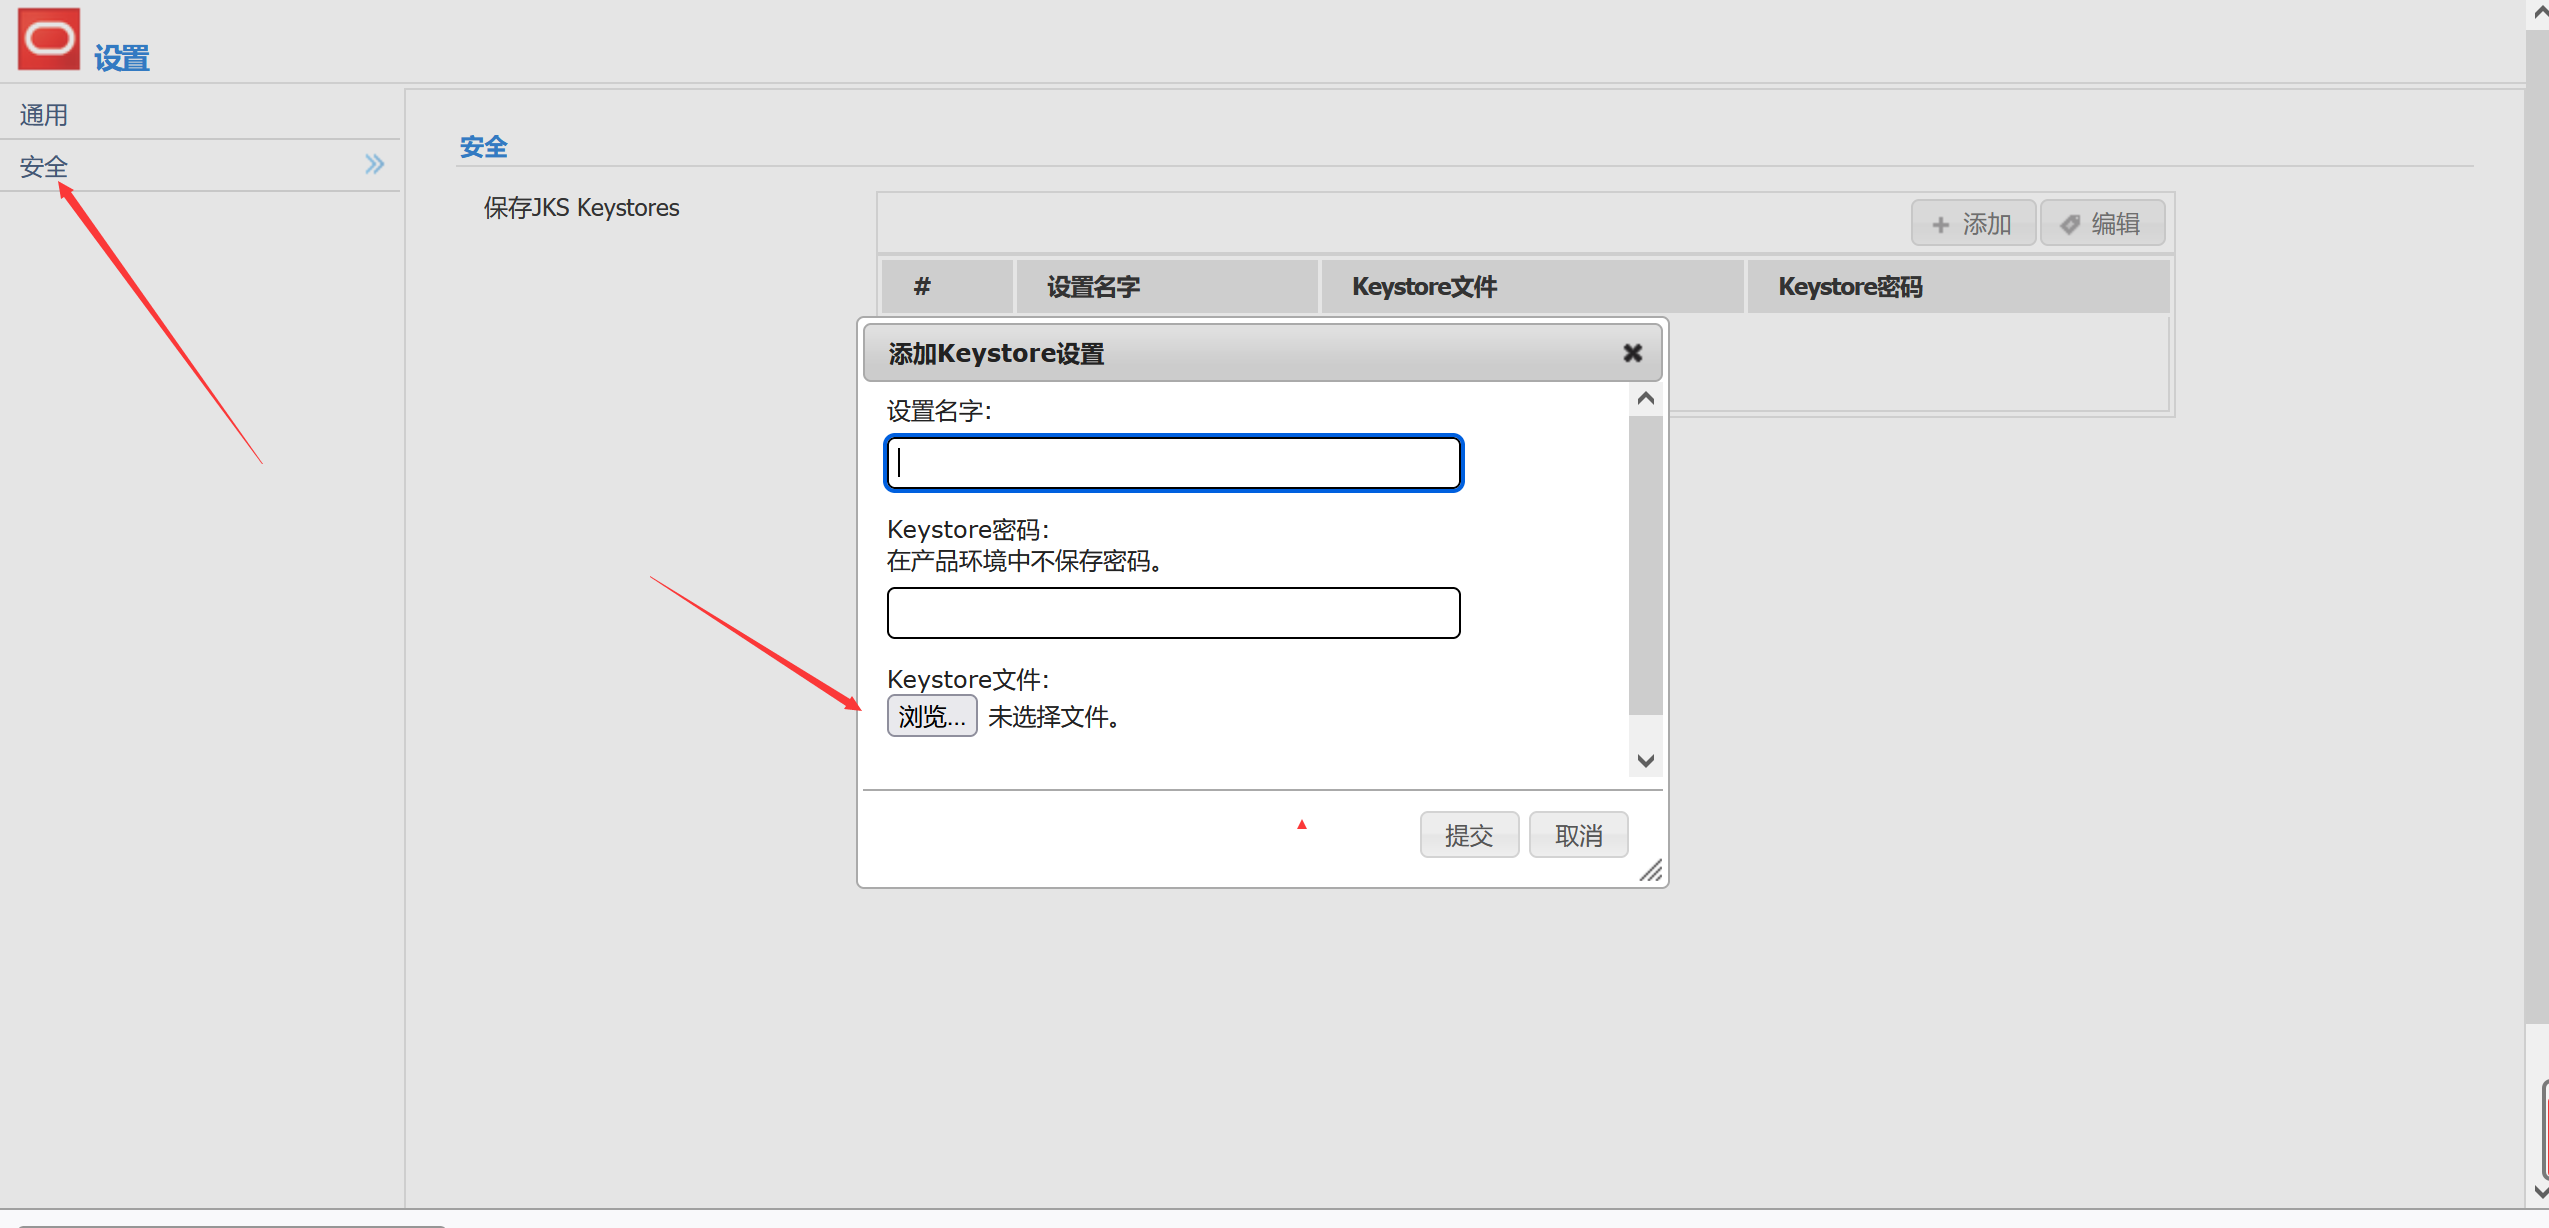 设置
通用
安全
安全
保存JKS Keystores
添加
编辑
# 设置名字 Keystore文件 Keystore密码
添加Keystore设置
设置名字:
Keystore密码:
在产品环境中不保存密码。
Keystore文件:
浏览... 未选择文件。
提交 取消